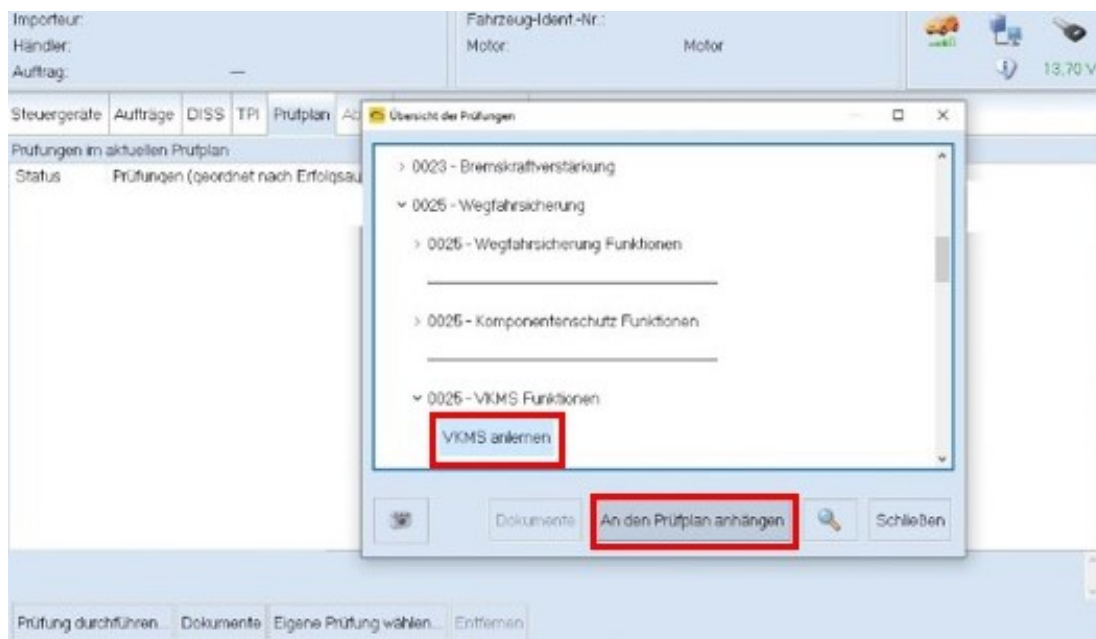 Importeur:
Händler:
Auftrag: —
Fahrzeug-Ident.-Nr.:
Motor: Motor
13,70 V
Steuergeräte Aufträge DISS TPI Prüfplan
Prüfungen im aktuellen Prüfplan
Status Prüfungen (geordnet nach
Übersicht der Prüfungen
> 0023 - Bremskraftverstärkung
0025 - Wegfahrsicherung
> 0025 - Wegfahrsicherung Funktionen
> 0025 - Komponentenschutz Funktionen
0025 - VKMS Funktionen
VKMS anlernen
Dokumente An den Prüfplan anhängen Schließen
Prüfung durchführen... Dokumente Eigene Prüfung wählen... Entfernen